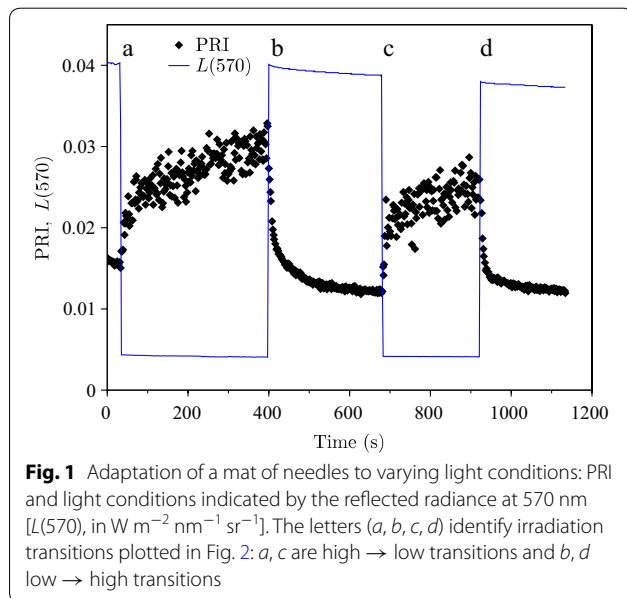 a
b
c
d
PRI
L(570)
0.04
0.03
0.02
0.01
0
PRI, L(570)
0
200
400
600
800
1000
1200
Time (s)
Fig. 1 Adaptation of a mat of needles to varying light conditions: PRI
and light conditions indicated by the reflected radiance at 570 nm
[L(570), in W m⁻² nm⁻¹ sr⁻¹]. The letters (a, b, c, d) identify irradiation
transitions plotted in Fig. 2: a, c are high → low transitions and b, d
low → high transitions